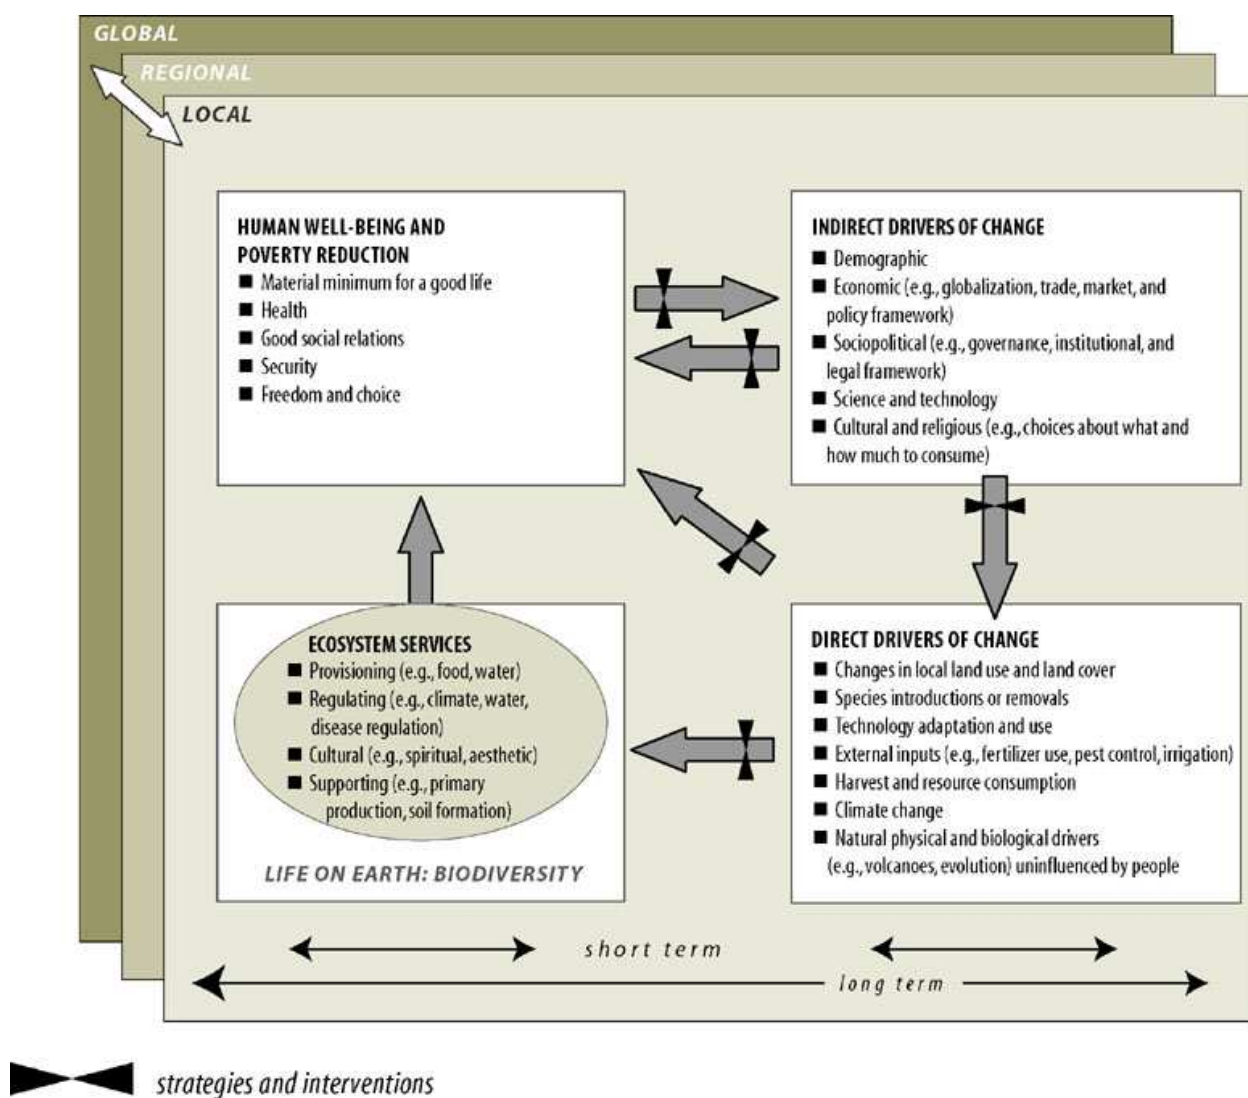 GLOBAL
REGIONAL
LOCAL
HUMAN WELL-BEING AND
POVERTY REDUCTION
■ Material minimum for a good life
■ Health
■ Good social relations
■ Security
■ Freedom and choice
INDIRECT DRIVERS OF CHANGE
■ Demographic
■ Economic (e.g., globalization, trade, market, and
policy framework)
■ Sociopolitical (e.g., governance, institutional, and
legal framework)
■ Science and technology
■ Cultural and religious (e.g., choices about what and
how much to consume)
ECOSYSTEM SERVICES
■ Provisioning (e.g., food, water)
■ Regulating (e.g., climate, water,
disease regulation)
■ Cultural (e.g., spiritual, aesthetic)
■ Supporting (e.g., primary
production, soil formation)
LIFE ON EARTH: BIODIVERSITY
DIRECT DRIVERS OF CHANGE
■ Changes in local land use and land cover
■ Species introductions or removals
■ Technology adaptation and use
■ External inputs (e.g., fertilizer use, pest control, irrigation)
■ Harvest and resource consumption
■ Climate change
■ Natural physical and biological drivers
(e.g., volcanoes, evolution) uninfluenced by people
short term
long term
strategies and interventions